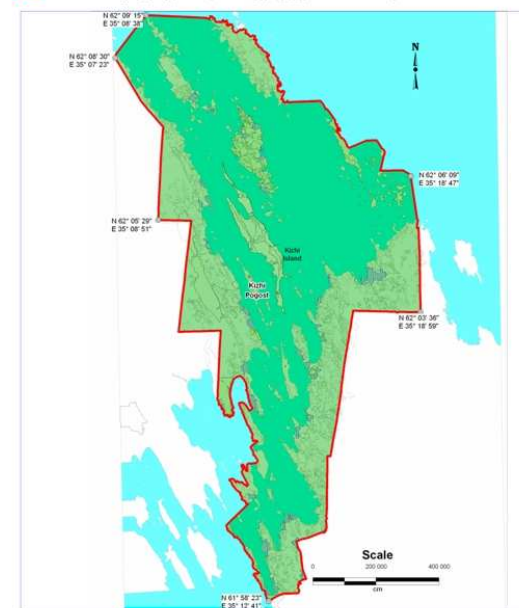 N 62° 09' 15"
E 35° 08' 38"
N 62° 08' 30"
E 35° 07' 23"
N
N 62° 06' 09"
E 35° 18' 47"
N 62° 05' 29"
E 35° 08' 51"
Kizhi
Island
Kizhi
Pogost
N 62° 03' 36"
E 35° 18' 59"
Scale
0 200 000 400 000
cm
N 61° 58' 23"
E 35° 12' 41"